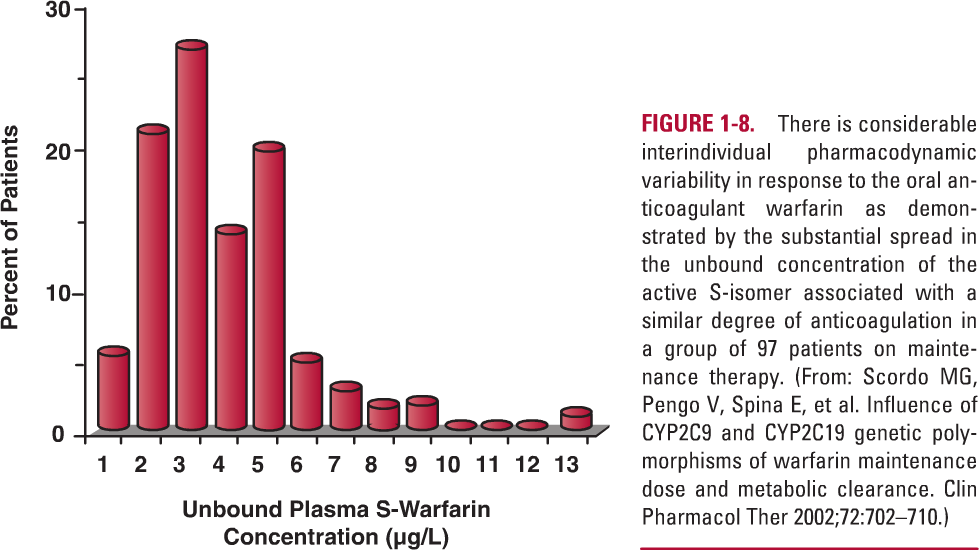 30
20
10
0
Percent of Patients
1 2 3 4 5 6 7 8 9 10 11 12 13
Unbound Plasma S-Warfarin
Concentration (μg/L)
FIGURE 1-8. There is considerable
interindividual pharmacodynamic
variability in response to the oral an-
ticoagulant warfarin as demon-
strated by the substantial spread in
the unbound concentration of the
active S-isomer associated with a
similar degree of anticoagulation in
a group of 97 patients on mainte-
nance therapy. (From: Scordo MG,
Pengo V, Spina E, et al. Influence of
CYP2C9 and CYP2C19 genetic poly-
morphisms of warfarin maintenance
dose and metabolic clearance. Clin
Pharmacol Ther 2002;72:702–710.)